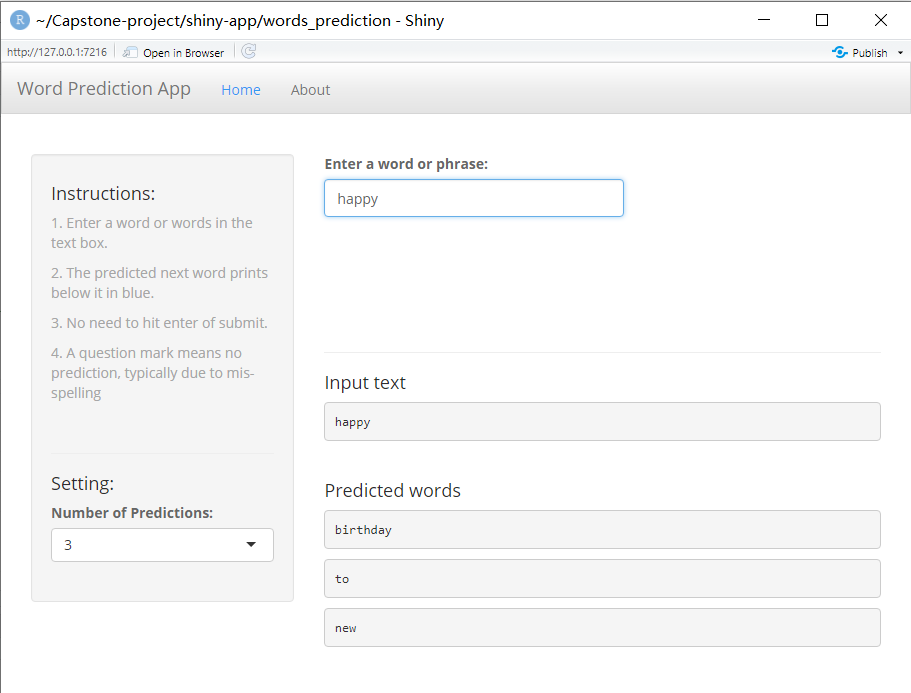 R ~/Capstone-project/shiny-app/words_prediction - Shiny
http://127.0.0.1:7216 Open in Browser Publish
Word Prediction App Home About
Instructions:
1. Enter a word or words in the
text box.
2. The predicted next word prints
below it in blue.
3. No need to hit enter of submit.
4. A question mark means no
prediction, typically due to mis-
spelling
Setting:
Number of Predictions:
3
Enter a word or phrase:
happy
Input text
happy
Predicted words
birthday
to
new